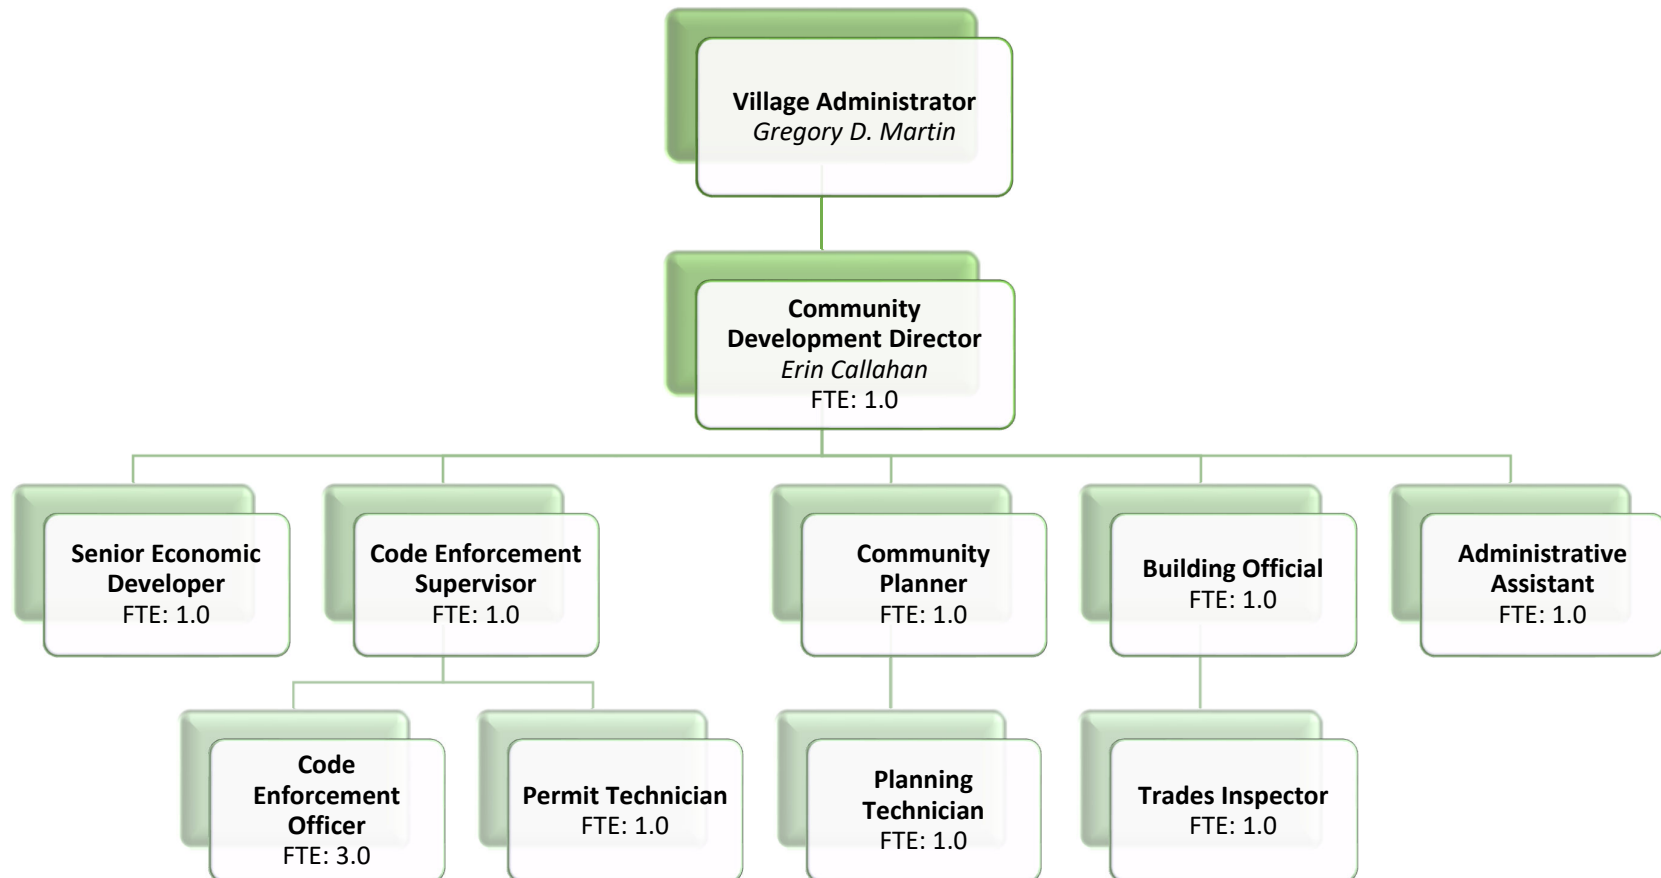 Village Administrator
Gregory D. Martin
Community
Development Director
Erin Callahan
FTE: 1.0
Senior Economic
Developer
FTE: 1.0
Code Enforcement
Supervisor
FTE: 1.0
Community
Planner
FTE: 1.0
Building Official
FTE: 1.0
Administrative
Assistant
FTE: 1.0
Code
Enforcement
Officer
FTE: 3.0
Permit Technician
FTE: 1.0
Planning
Technician
FTE: 1.0
Trades Inspector
FTE: 1.0